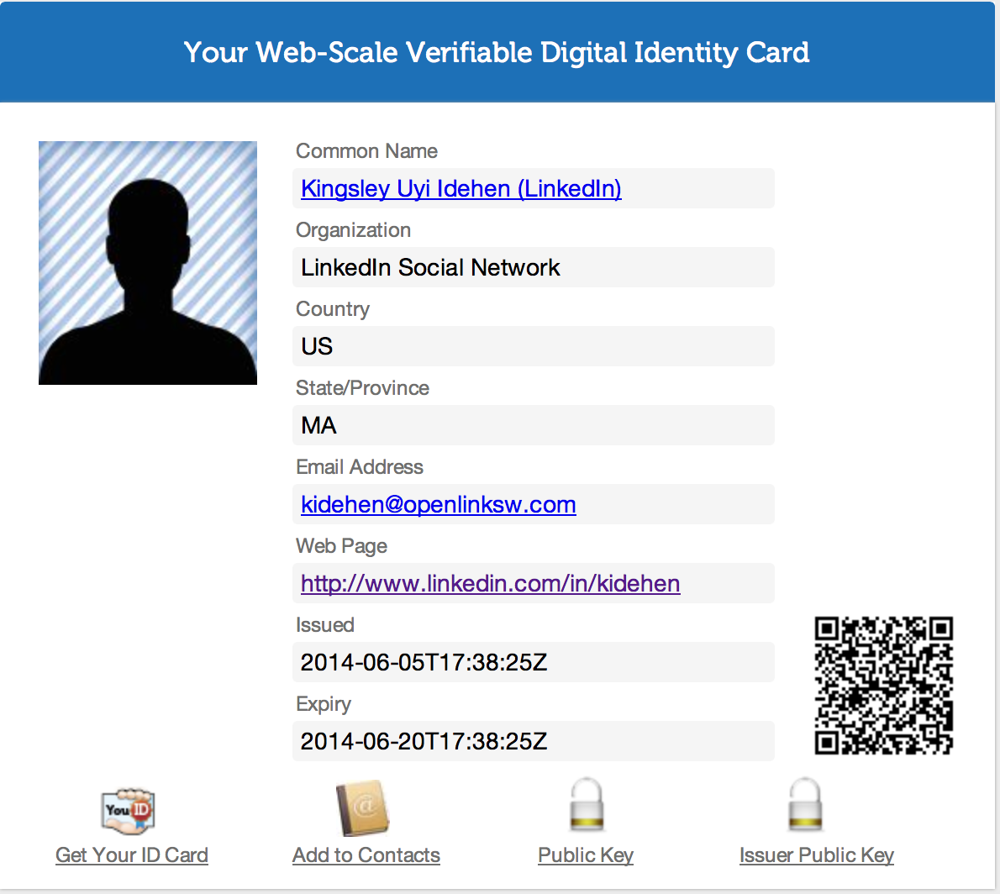 Your Web-Scale Verifiable Digital Identity Card
Common Name
Kingsley Uyi Idehen (LinkedIn)
Organization
LinkedIn Social Network
Country
US
State/Province
MA
Email Address
kidehen@openlinksw.com
Web Page
http://www.linkedin.com/in/kidehen
Issued
2014-06-05T17:38:25Z
Expiry
2014-06-20T17:38:25Z
You ID
@
Get Your ID Card
Add to Contacts
Public Key
Issuer Public Key